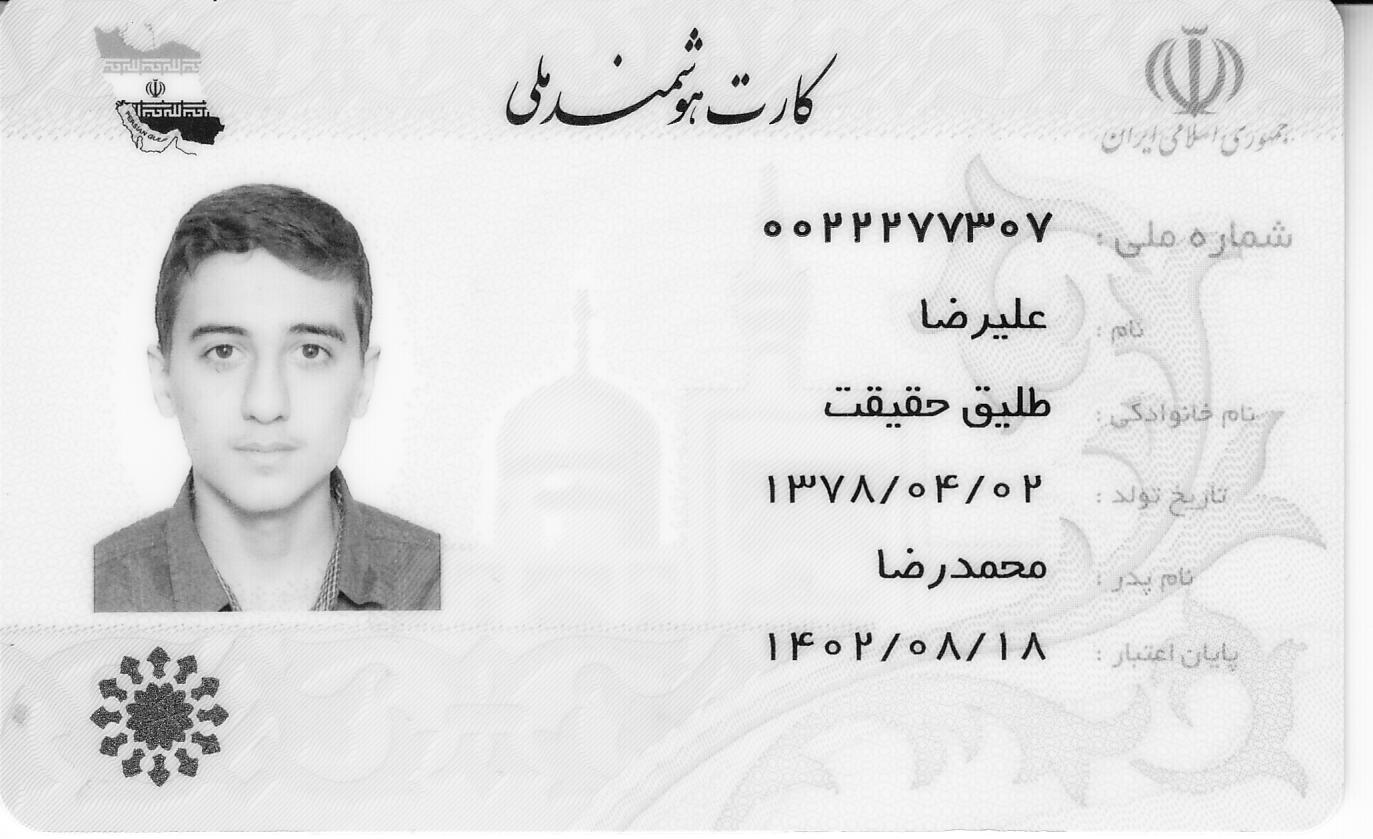 کارت هوشمند ملی
جمهوری اسلامی ایران
PERSIAN GULF
شماره ملی : ۰۰۲۲۲۷۷۳۰۷
نام : علیرضا
نام خانوادگی : طلیق حقیقت
تاریخ تولد : ۱۳۷۸/۰۴/۰۲
نام پدر : محمدرضا
پایان اعتبار : ۱۴۰۲/۰۸/۱۸